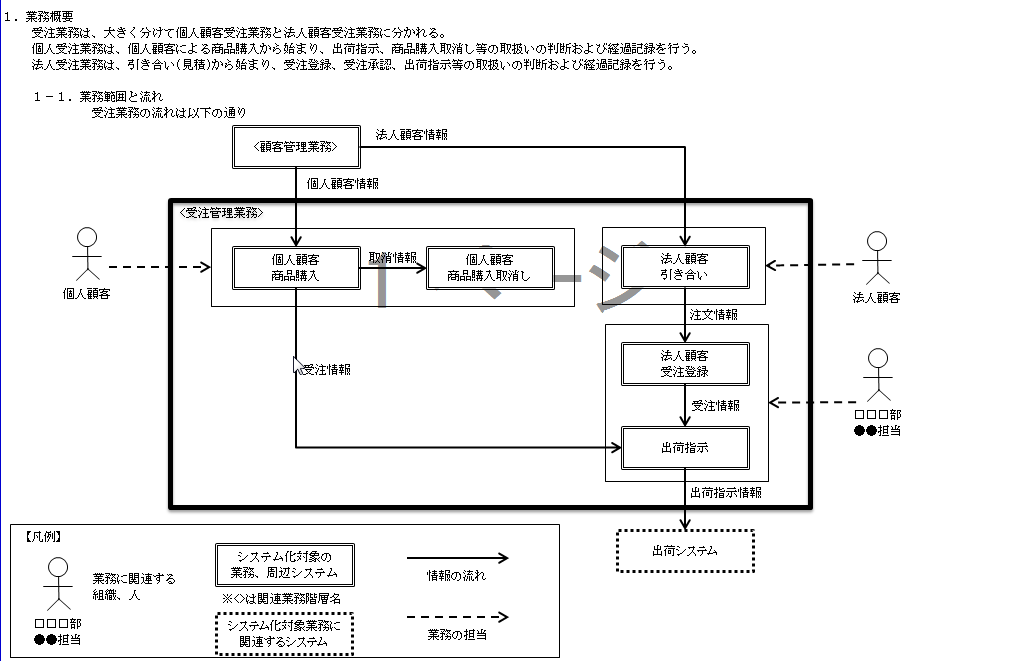 1. 業務概要
受注業務は、大きく分けて個人顧客受注業務と法人顧客受注業務に分かれる。
個人受注業務は、個人顧客による商品購入から始まり、出荷指示、商品購入取消し等の取扱いの判断および経過記録を行う。
法人受注業務は、引き合い(見積)から始まり、受注登録、受注承認、出荷指示等の取扱いの判断および経過記録を行う。
1-1. 業務範囲と流れ
受注業務の流れは以下の通り
<顧客管理業務>
法人顧客情報
個人顧客情報
<受注管理業務>
個人顧客
商品購入
取消情報
個人顧客
商品購入取消し
法人顧客
引き合い
個人顧客
法人顧客
注文情報
法人顧客
受注登録
受注情報
受注情報
□□□部
●●担当
出荷指示
出荷指示情報
出荷システム
【凡例】
業務に関連する
組織、人
□□□部
●●担当
システム化対象の
業務、周辺システム
※<>は関連業務階層名
システム化対象業務に
関連するシステム
情報の流れ
業務の担当